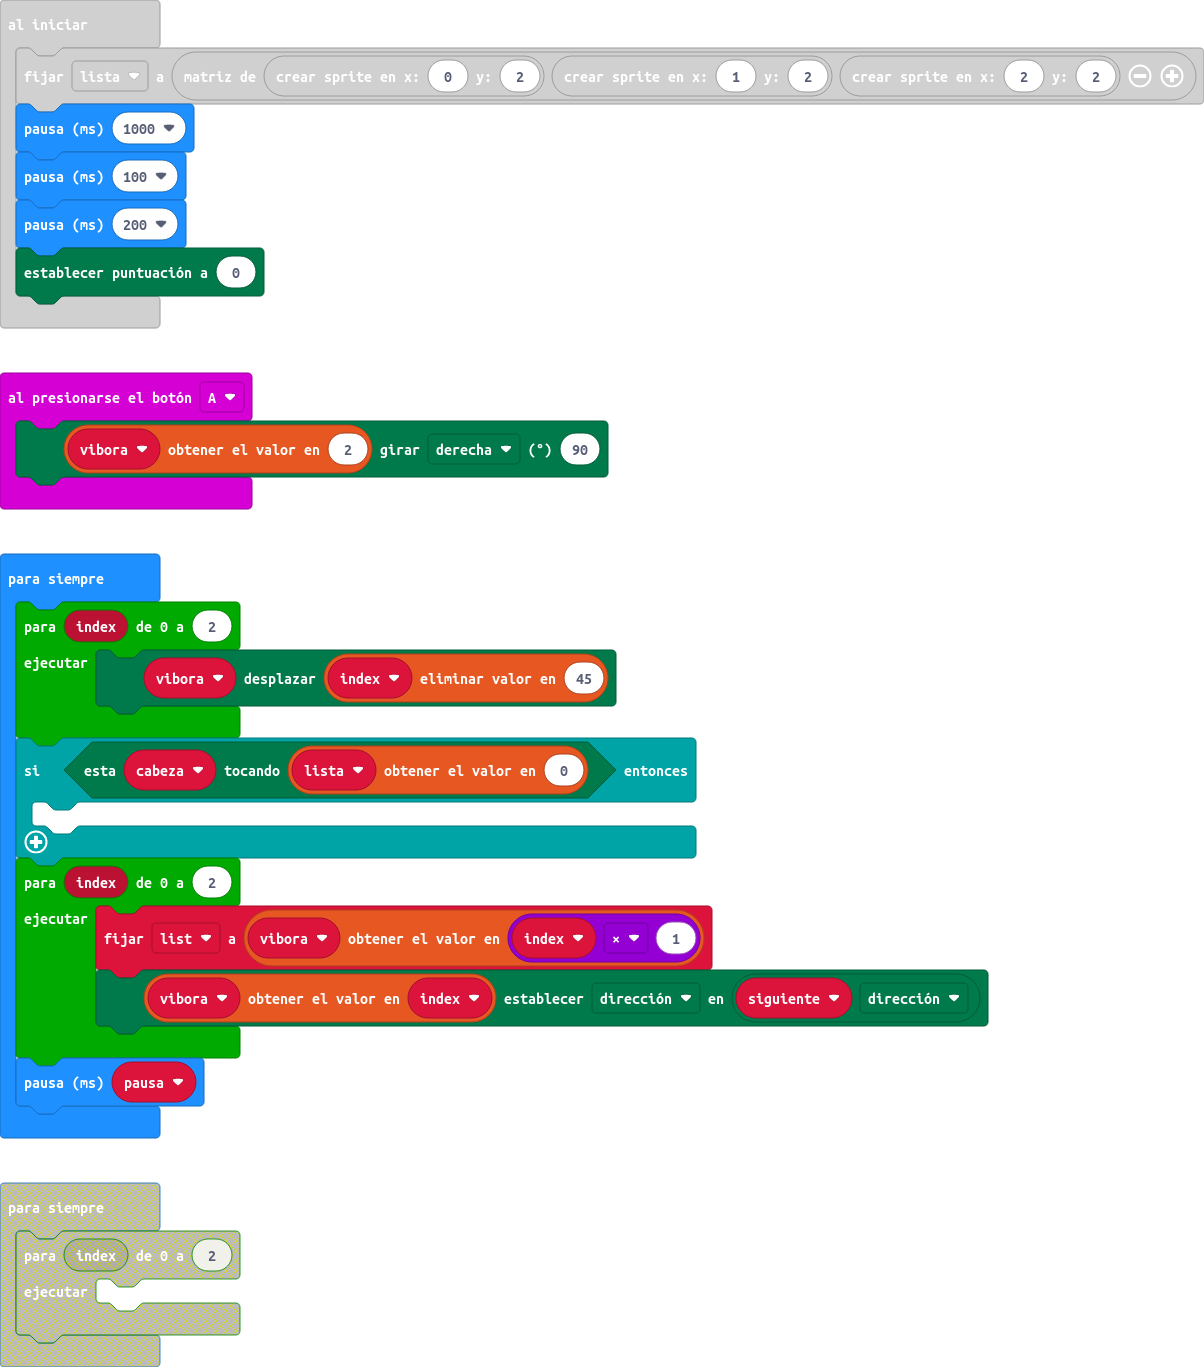 al iniciar
fijar lista a matriz de crear sprite en x: 0 y: 2 crear sprite en x: 1 y: 2 crear sprite en x: 2 y: 2
pausa (ms) 1000
pausa (ms) 100
pausa (ms) 200
establecer puntuación a 0
al presionarse el botón A
vibora obtener el valor en 2 girar derecha (°) 90
para siempre
para index de 0 a 2
ejecutar vibora desplazar index eliminar valor en 45
si esta cabeza tocando lista obtener el valor en 0 entonces
para index de 0 a 2
ejecutar fijar list a vibora obtener el valor en index × 1
vibora obtener el valor en index establecer dirección en siguiente dirección
pausa (ms) pausa
para siempre
para index de 0 a 2
ejecutar